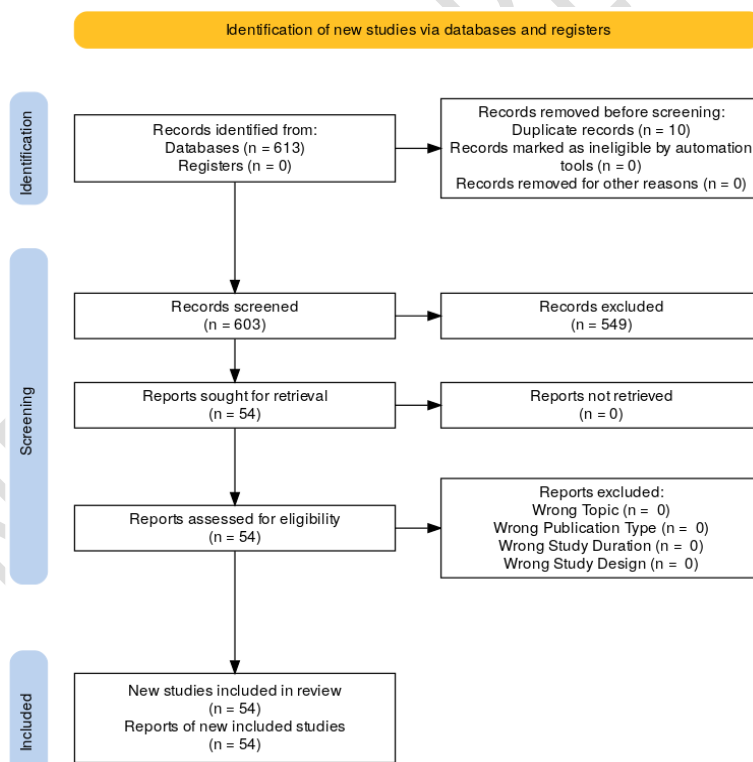 Identification of new studies via databases and registers
Identification
Records identified from:
Databases (n = 613)
Registers (n = 0)
Records removed before screening:
Duplicate records (n = 10)
Records marked as ineligible by automation
tools (n = 0)
Records removed for other reasons (n = 0)
Screening
Records screened
(n = 603)
Records excluded
(n = 549)
Reports sought for retrieval
(n = 54)
Reports not retrieved
(n = 0)
Reports assessed for eligibility
(n = 54)
Reports excluded:
Wrong Topic (n =  0)
Wrong Publication Type (n =  0)
Wrong Study Duration (n =  0)
Wrong Study Design (n =  0)
Included
New studies included in review
(n = 54)
Reports of new included studies
(n = 54)